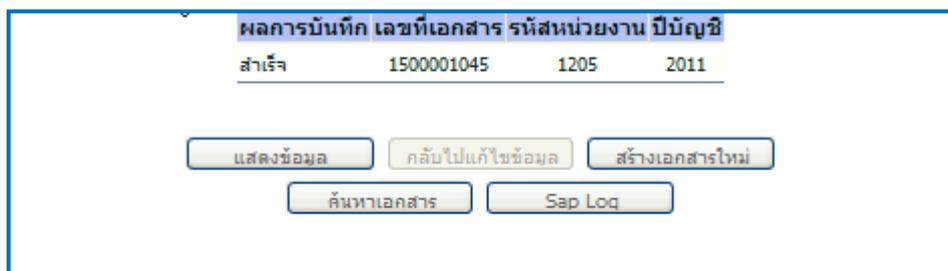 ผลการบันทึก เลขที่เอกสาร รหัสหน่วยงาน ปีบัญชี
สำเร็จ 1500001045 1205 2011
แสดงข้อมูล กลับไปแก้ไขข้อมูล สร้างเอกสารใหม่
ค้นหาเอกสาร Sap Log